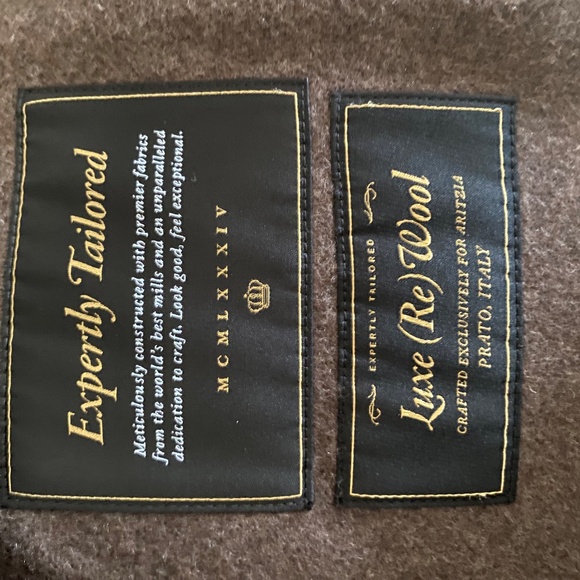 Expertly Tailored
Meticulously constructed with premier fabrics
from the world's best mills and an unparalleled
dedication to craft. Look good, feel exceptional.
MCMLXXXIV
EXPERTLY TAILORED
Luxe (Re)Wool
CRAFTED EXCLUSIVELY FOR ARITZIA
PRATO, ITALY